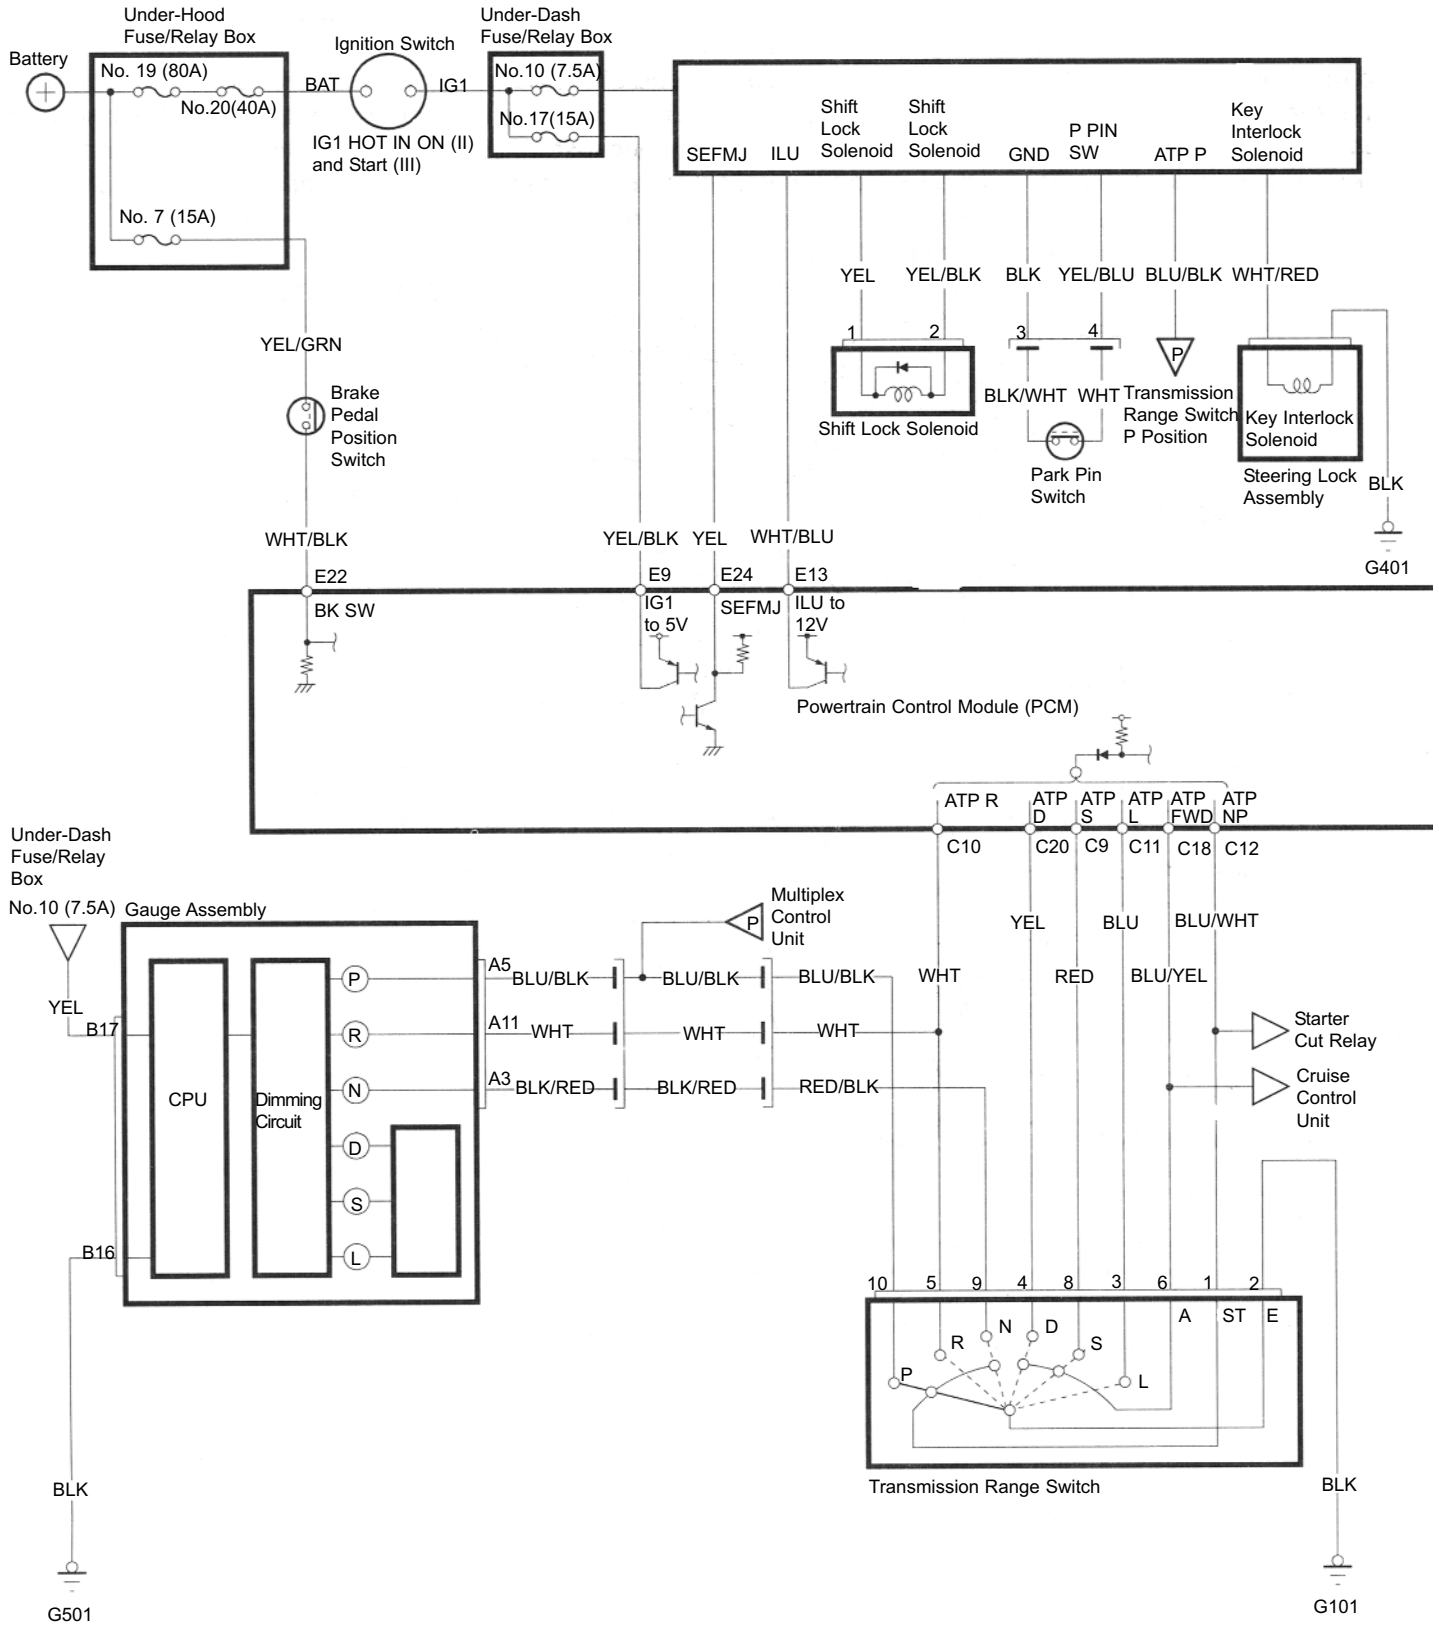 Under-Hood
Fuse/Relay Box
Under-Dash
Fuse/Relay Box
Ignition Switch
Battery
No. 19 (80A)
No.20(40A)
BAT
IG1
No.10 (7.5A)
No.17(15A)
IG1 HOT IN ON (II)
and Start (III)
No. 7 (15A)
SEFMJ
ILU
Shift
Lock
Solenoid
Shift
Lock
Solenoid
GND
P PIN
SW
ATP P
Key
Interlock
Solenoid
YEL
YEL/BLK
BLK
YEL/BLU
BLU/BLK
WHT/RED
1
2
3
4
P
YEL/GRN
Brake
Pedal
Position
Switch
Shift Lock Solenoid
BLK/WHT
WHT
Park Pin
Switch
Transmission
Range Switch
P Position
Key Interlock
Solenoid
Steering Lock
Assembly
BLK
G401
WHT/BLK
YEL/BLK
YEL
WHT/BLU
E22
E9
E24
E13
BK SW
IG1
to 5V
SEFMJ
ILU to
12V
Powertrain Control Module (PCM)
ATP R
ATP
D
ATP
S
ATP
L
ATP
FWD
ATP
NP
C10
C20
C9
C11
C18
C12
Under-Dash
Fuse/Relay
Box
No.10 (7.5A)
Gauge Assembly
Multiplex
Control
Unit
P
YEL
BLU
BLU/WHT
WHT
RED
BLU/YEL
A5
BLU/BLK
BLU/BLK
BLU/BLK
A11
WHT
WHT
WHT
A3
BLK/RED
BLK/RED
RED/BLK
YEL
B17
B16
CPU
Dimming
Circuit
P
R
N
D
S
L
Starter
Cut Relay
Cruise
Control
Unit
10
5
9
4
8
3
6
1
2
A
ST
E
P
R
N
D
S
L
Transmission Range Switch
BLK
G501
BLK
G101